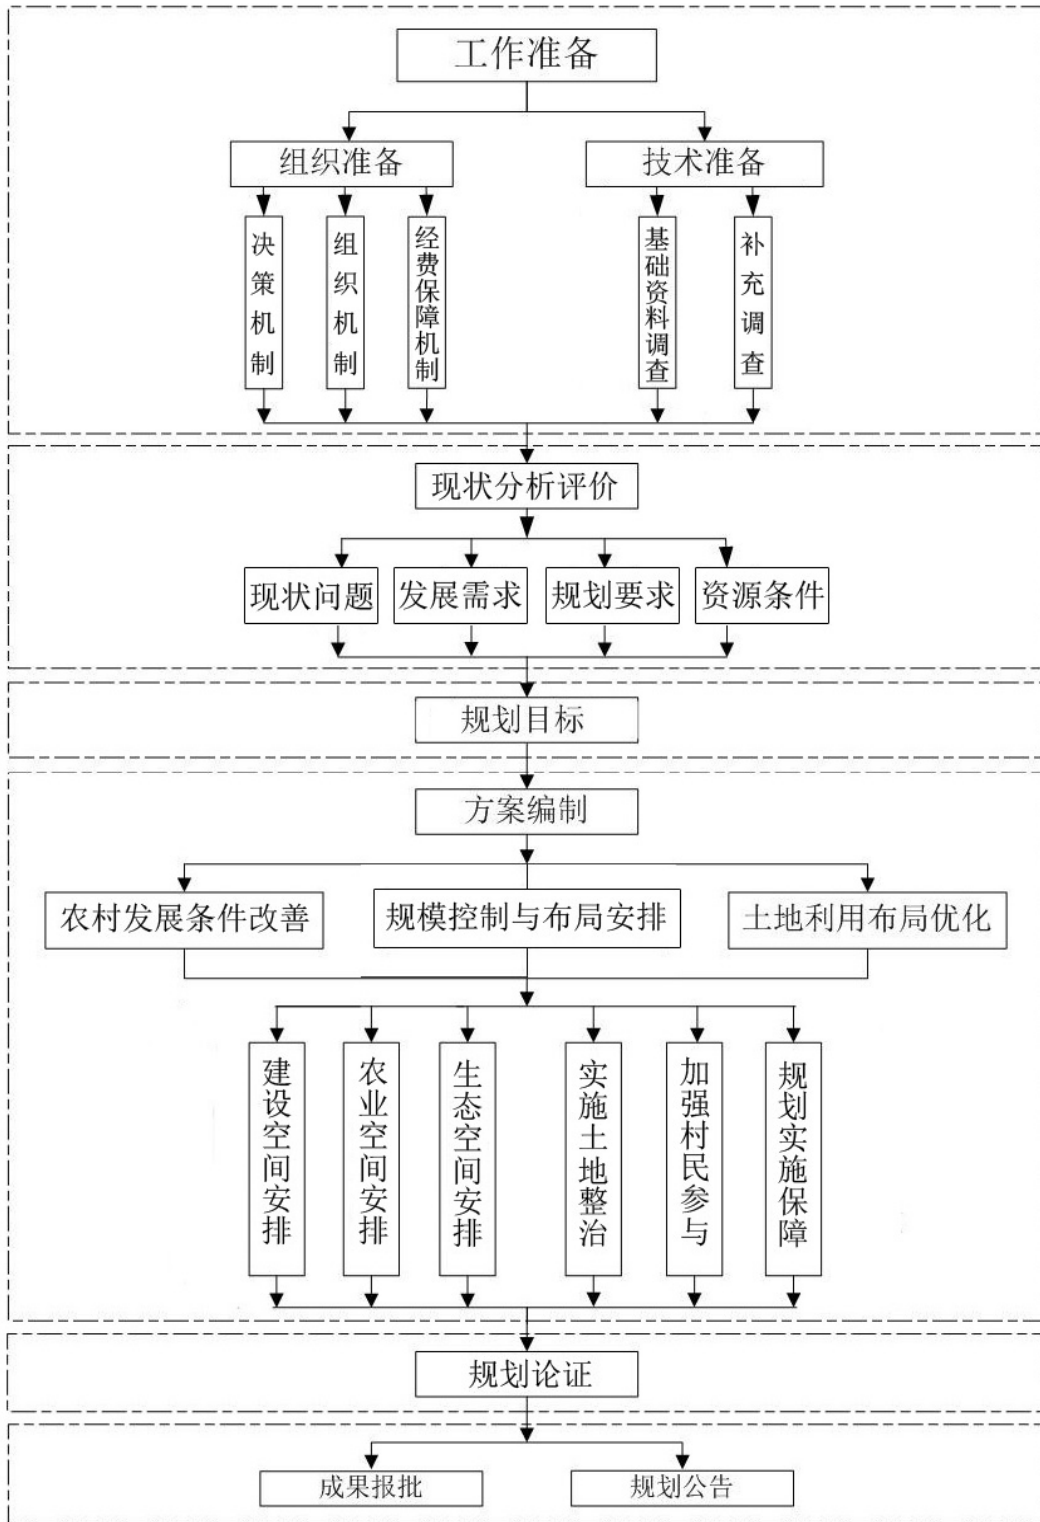 工作准备
组织准备
技术准备
决策机制
组织机制
经费保障机制
基础资料调查
补充调查
现状分析评价
现状问题
发展需求
规划要求
资源条件
规划目标
方案编制
农村发展条件改善
规模控制与布局安排
土地利用布局优化
建设空间安排
农业空间安排
生态空间安排
实施土地整治
加强村民参与
规划实施保障
规划论证
成果报批
规划公告